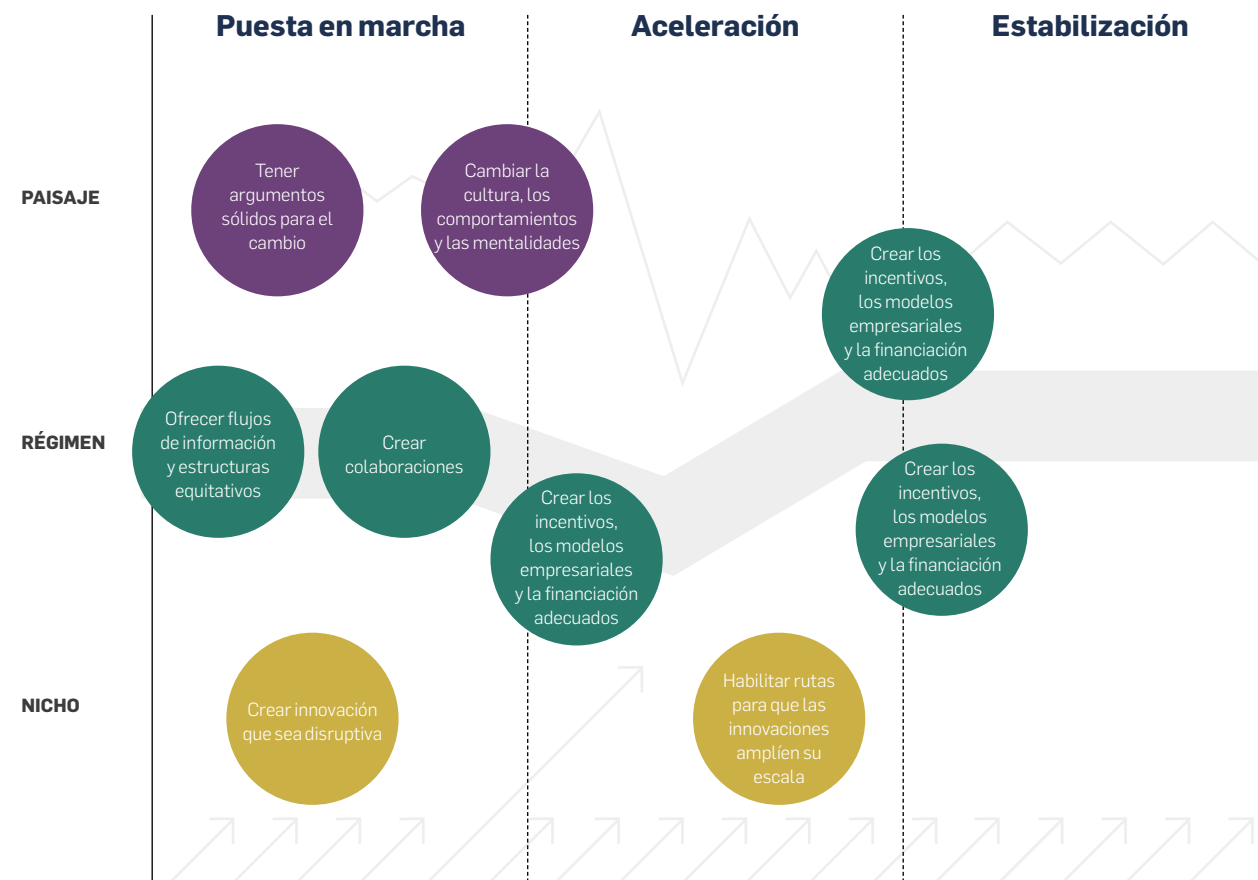 Puesta en marcha
Aceleración
Estabilización
PAISAJE
Tener
argumentos
sólidos para el
cambio
Cambiar la
cultura, los
comportamientos
y las mentalidades
Crear los
incentivos,
los modelos
empresariales
y la financiación
adecuados
RÉGIMEN
Ofrecer flujos
de información
y estructuras
equitativos
Crear
colaboraciones
Crear los
incentivos,
los modelos
empresariales
y la financiación
adecuados
Crear los
incentivos,
los modelos
empresariales
y la financiación
adecuados
NICHO
Crear innovación
que sea disruptiva
Habilitar rutas
para que las
innovaciones
amplíen su
escala